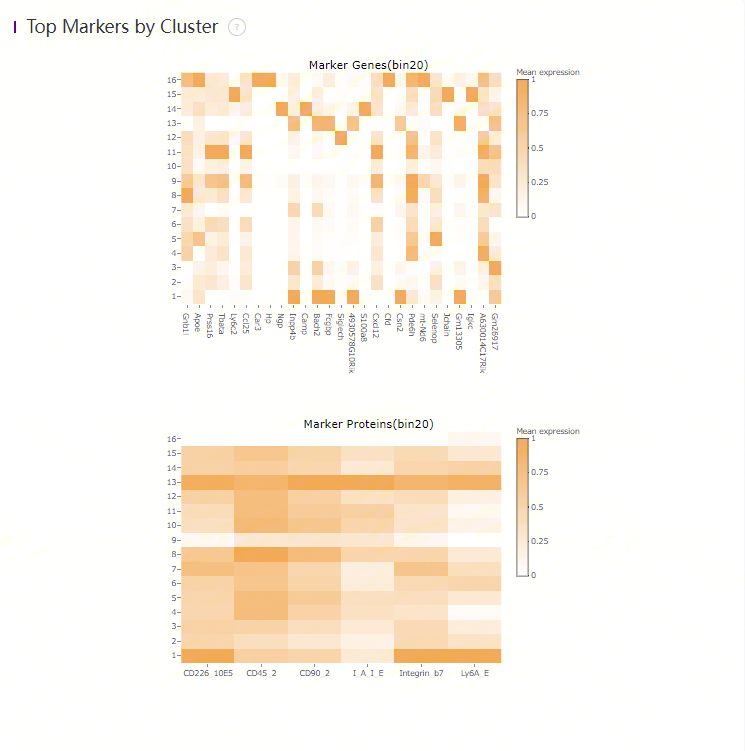 Top Markers by Cluster ?
Marker Genes(bin20)
Mean expression
16
15
14
13
12
11
10
9
8
7
6
5
4
3
2
1
1
0.75
0.5
0.25
0
Gnb1l
Apoe
Prss16
Tbata
Ly6c2
Ccl25
Car3
Hp
Ngp
Inpp4b
Camp
Bach2
Fcgbp
Siglech
4930578G10Rik
S100a8
Cxcl12
Cfd
Csn2
Pde6h
mt-Nd6
Selenop
Jchain
Gm13305
Igkc
A630014C17Rik
Gm26917
Marker Proteins(bin20)
Mean expression
16
15
14
13
12
11
10
9
8
7
6
5
4
3
2
1
1
0.75
0.5
0.25
0
CD226_10E5
CD45_2
CD90_2
I_A_I_E
Integrin_b7
Ly6A_E